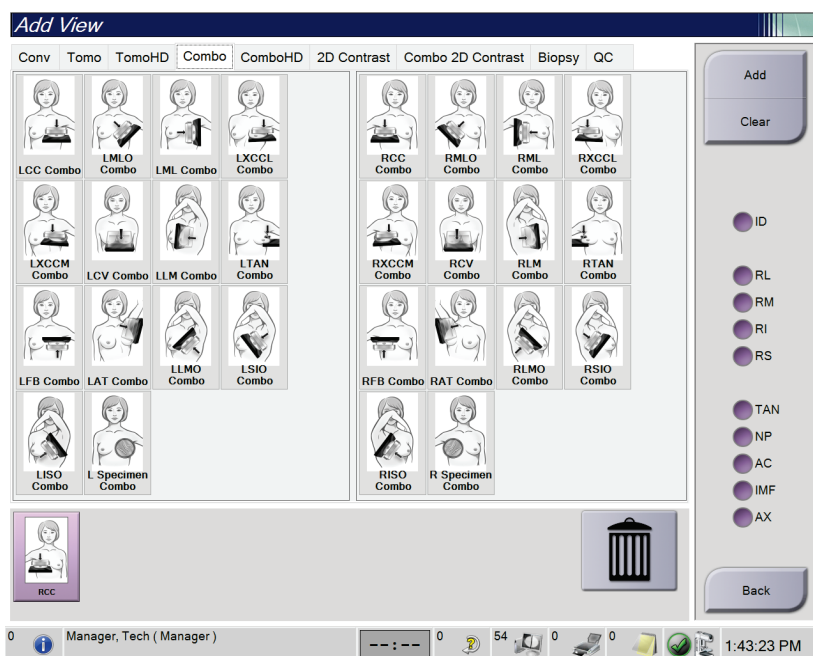 Add View
Conv Tomo TomoHD Combo ComboHD 2D Contrast Combo 2D Contrast Biopsy QC
LCC Combo
LMLO
Combo
LML Combo
LXCCL
Combo
RCC
Combo
RMLO
Combo
RML
Combo
RXCCL
Combo
LXCCM
Combo
LCV Combo
LLM Combo
LTAN
Combo
RXCCM
Combo
RCV
Combo
RLM
Combo
RTAN
Combo
LFB Combo
LAT Combo
LLMO
Combo
LSIO
Combo
RFB Combo
RAT Combo
RLMO
Combo
RSIO
Combo
LISO
Combo
L Specimen
Combo
RISO
Combo
R Specimen
Combo
RCC
Add
Clear
ID
RL
RM
RI
RS
TAN
NP
AC
IMF
AX
Back
0 Manager, Tech ( Manager ) --:-- 0 54 0 0 1:43:23 PM